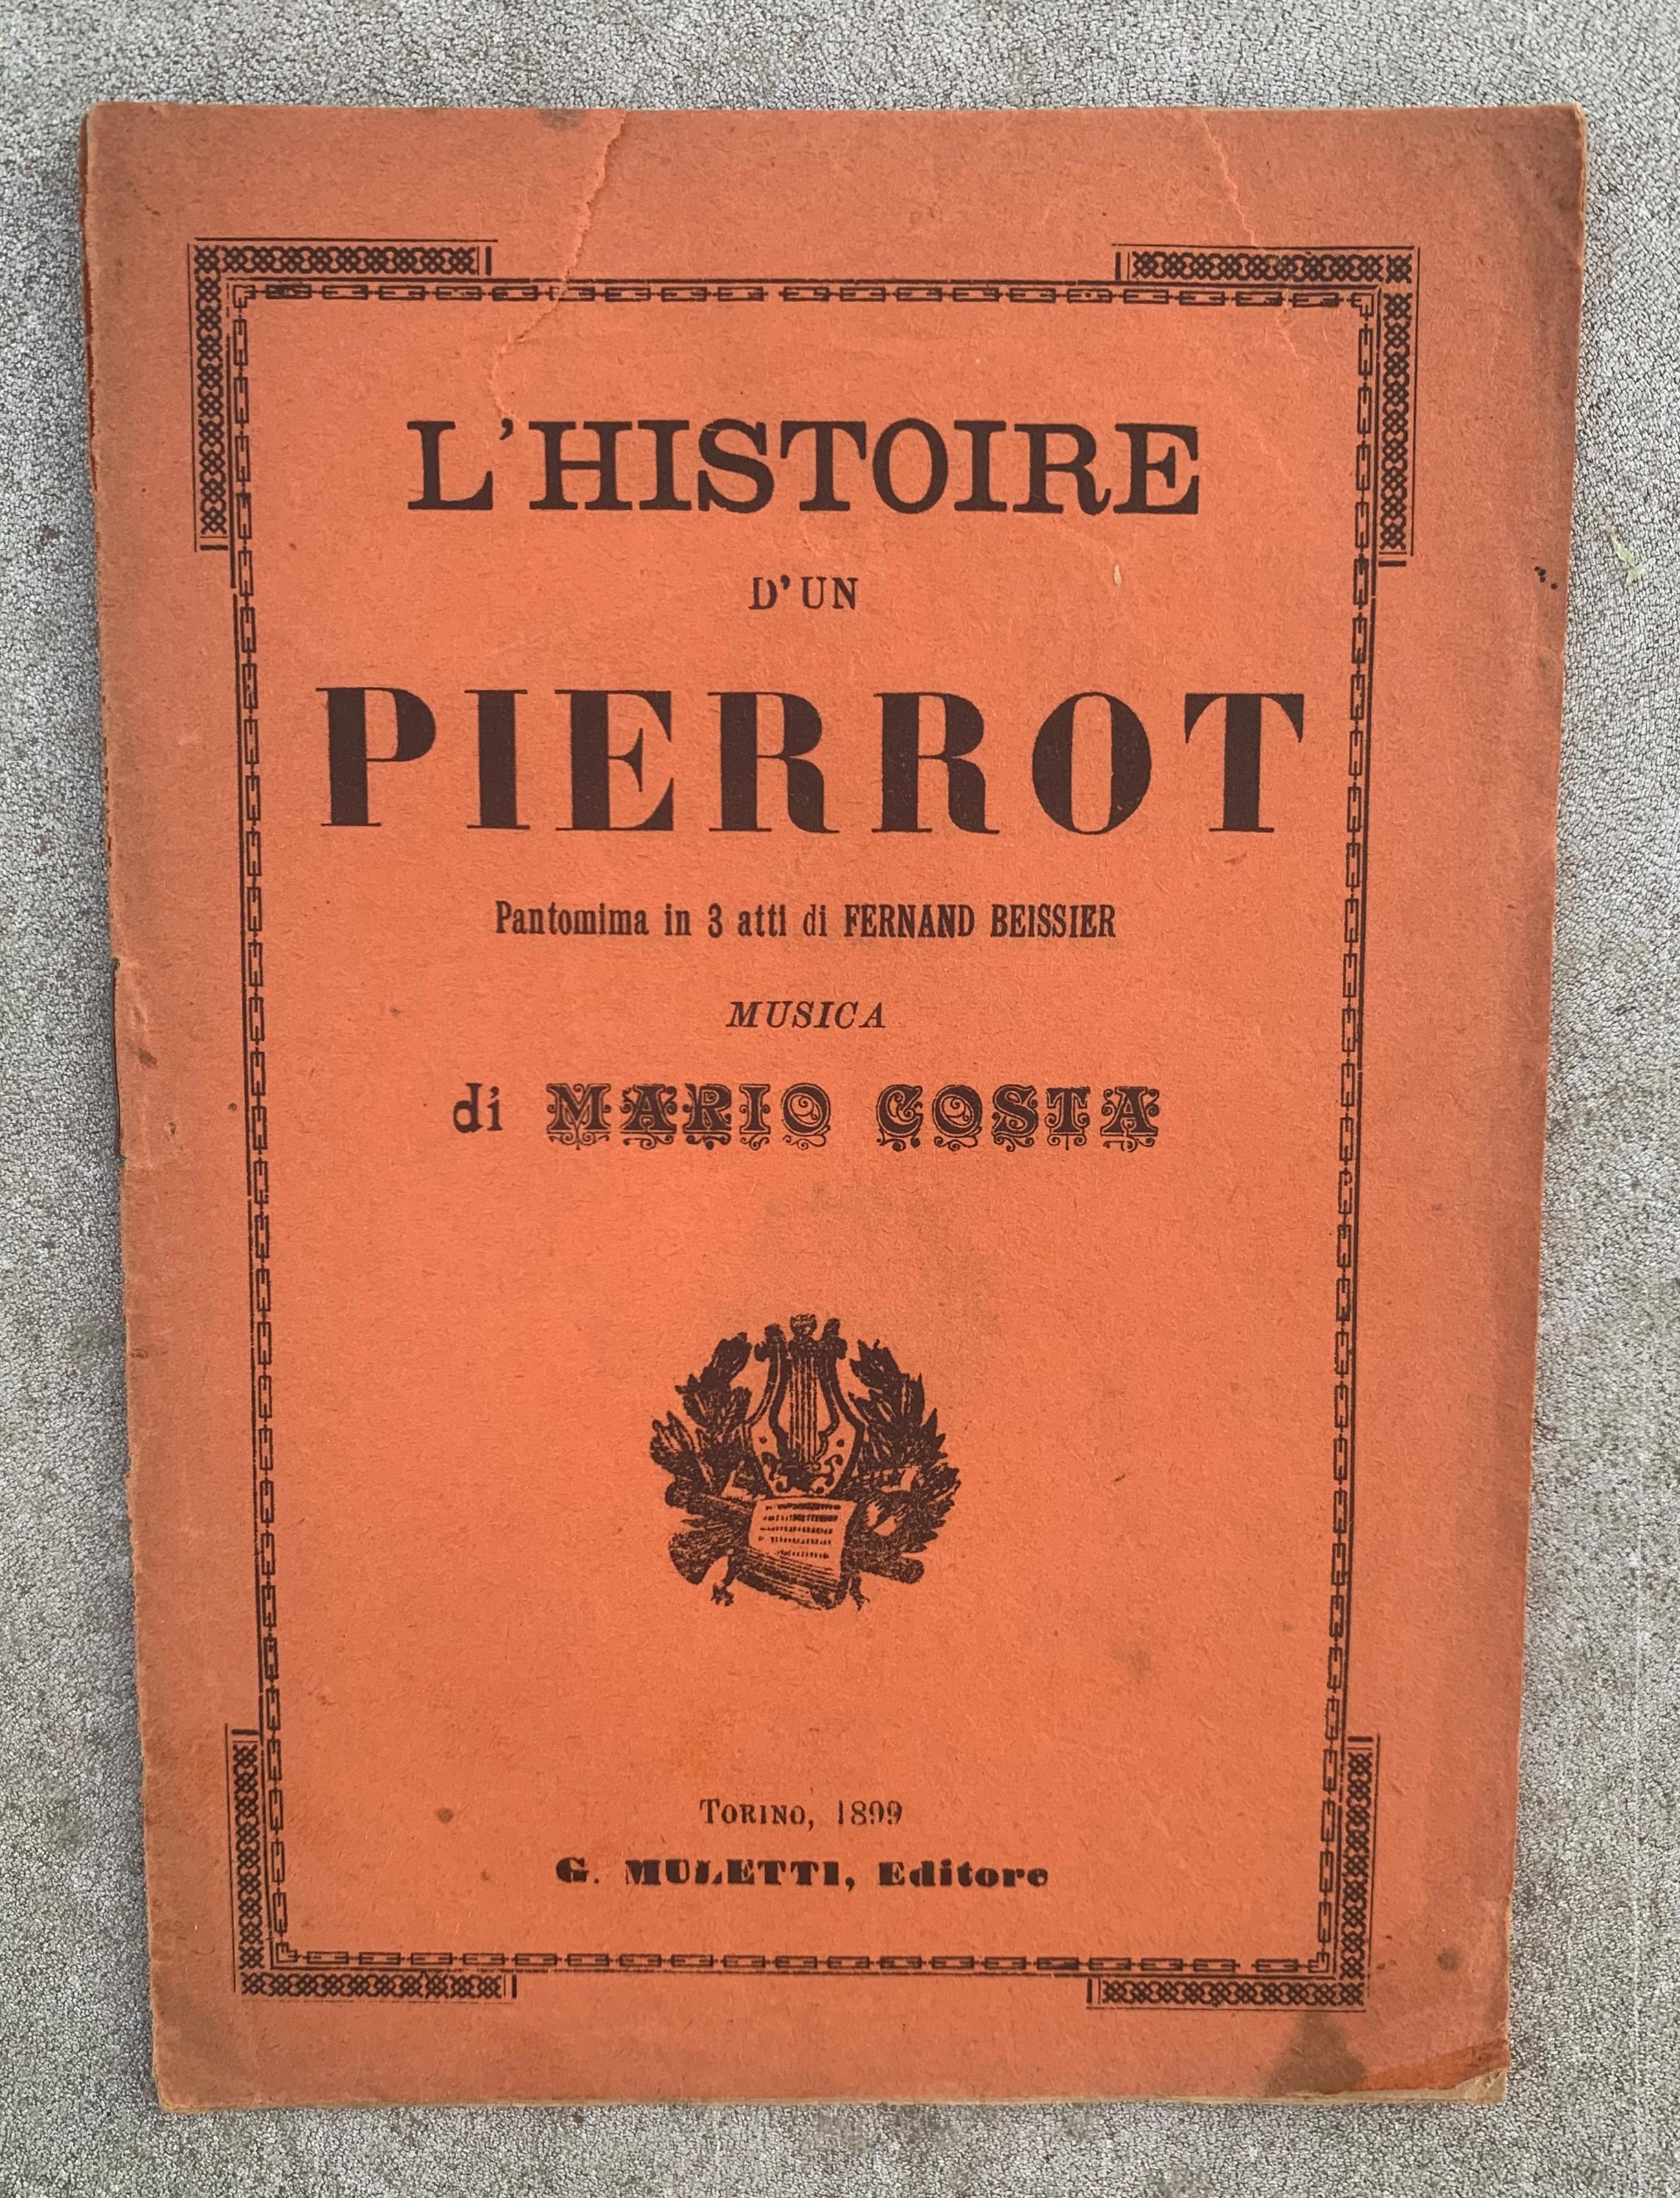 L'HISTOIRE
D'UN
PIERROT
Pantomima in 3 atti di FERNAND BEISSIER
MUSICA
di MARIO COSTA
TORINO, 1899
G. MULETTI, Editore